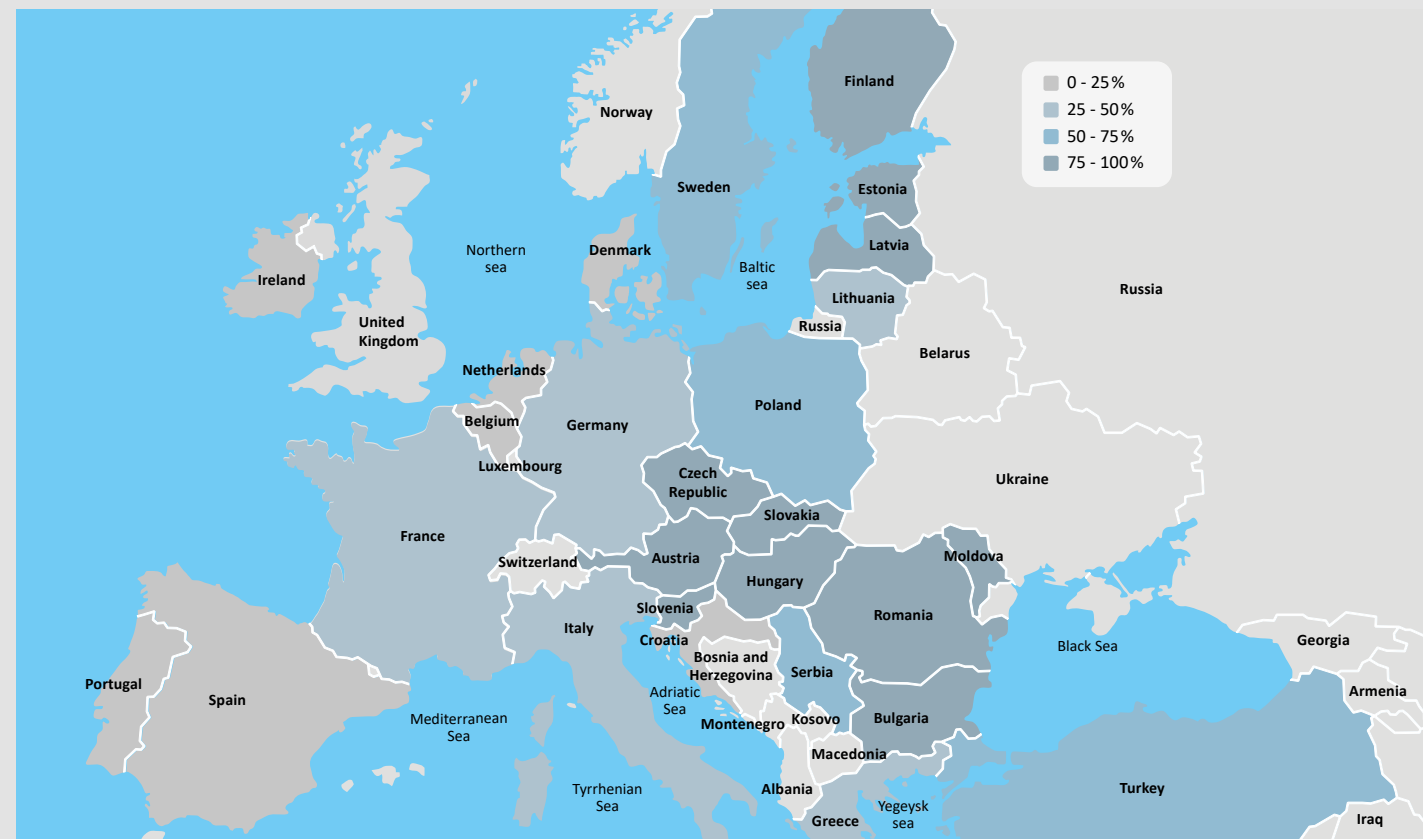 Finland
0 - 25%
25 - 50%
50 - 75%
75 - 100%
Norway
Sweden
Estonia
Northern
sea
Denmark
Latvia
Baltic
sea
Ireland
Russia
Lithuania
United
Kingdom
Russia
Belarus
Netherlands
Poland
Belgium
Germany
Luxembourg
Czech
Republic
Ukraine
Slovakia
France
Switzerland
Austria
Moldova
Hungary
Slovenia
Romania
Italy
Croatia
Georgia
Black Sea
Bosnia and
Herzegovina
Serbia
Portugal
Spain
Adriatic
Sea
Armenia
Mediterranean
Sea
Montenegro
Kosovo
Bulgaria
Macedonia
Tyrrhenian
Sea
Albania
Turkey
Yegeysk
sea
Greece
Iraq